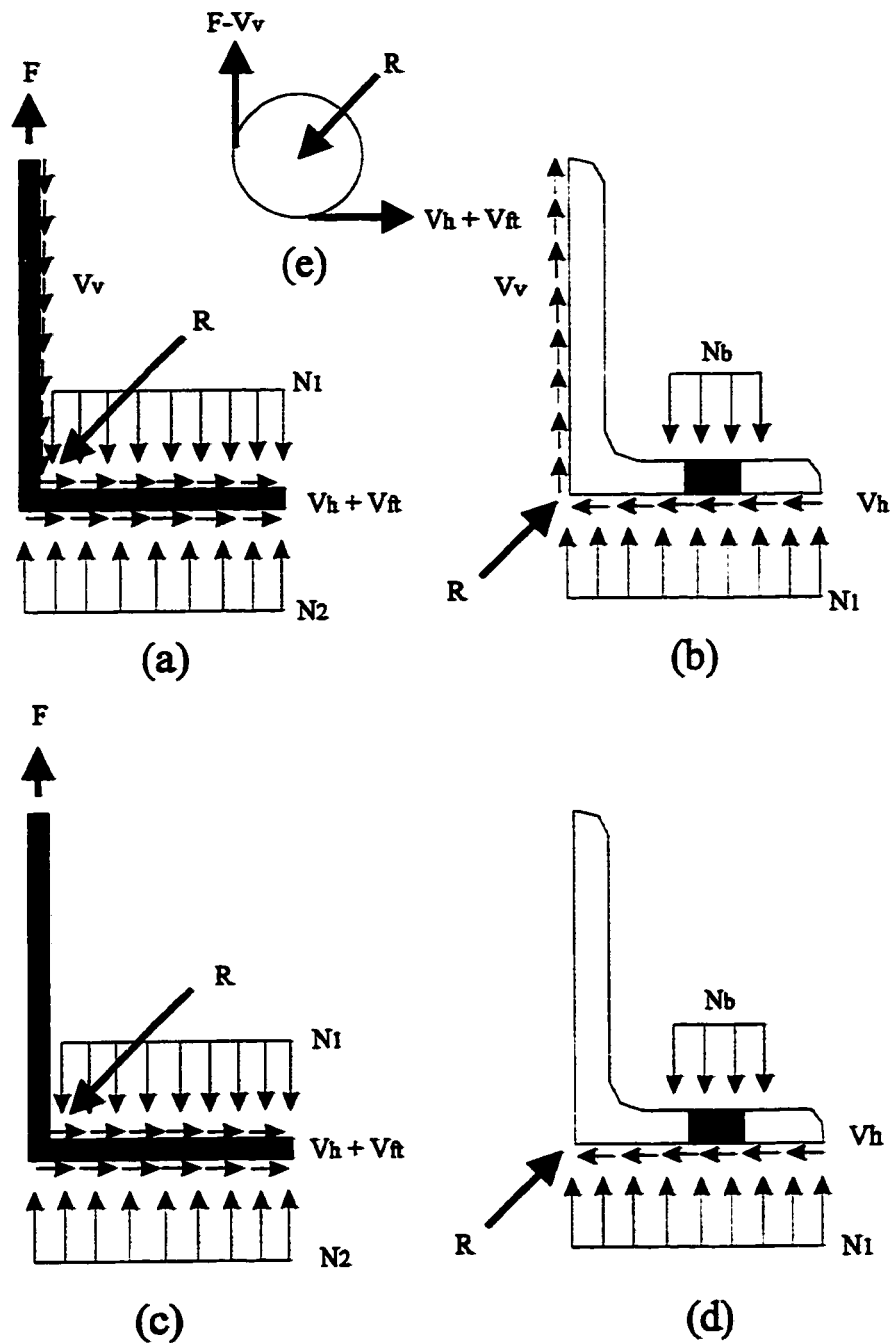 F-Vv
F
R
Vh + Vft
(e)
Vv
R
N1
Vh + Vft
N2
(a)
Vv
Nb
Vh
R
N1
(b)
F
R
N1
Vh + Vft
N2
(c)
Nb
Vh
R
N1
(d)